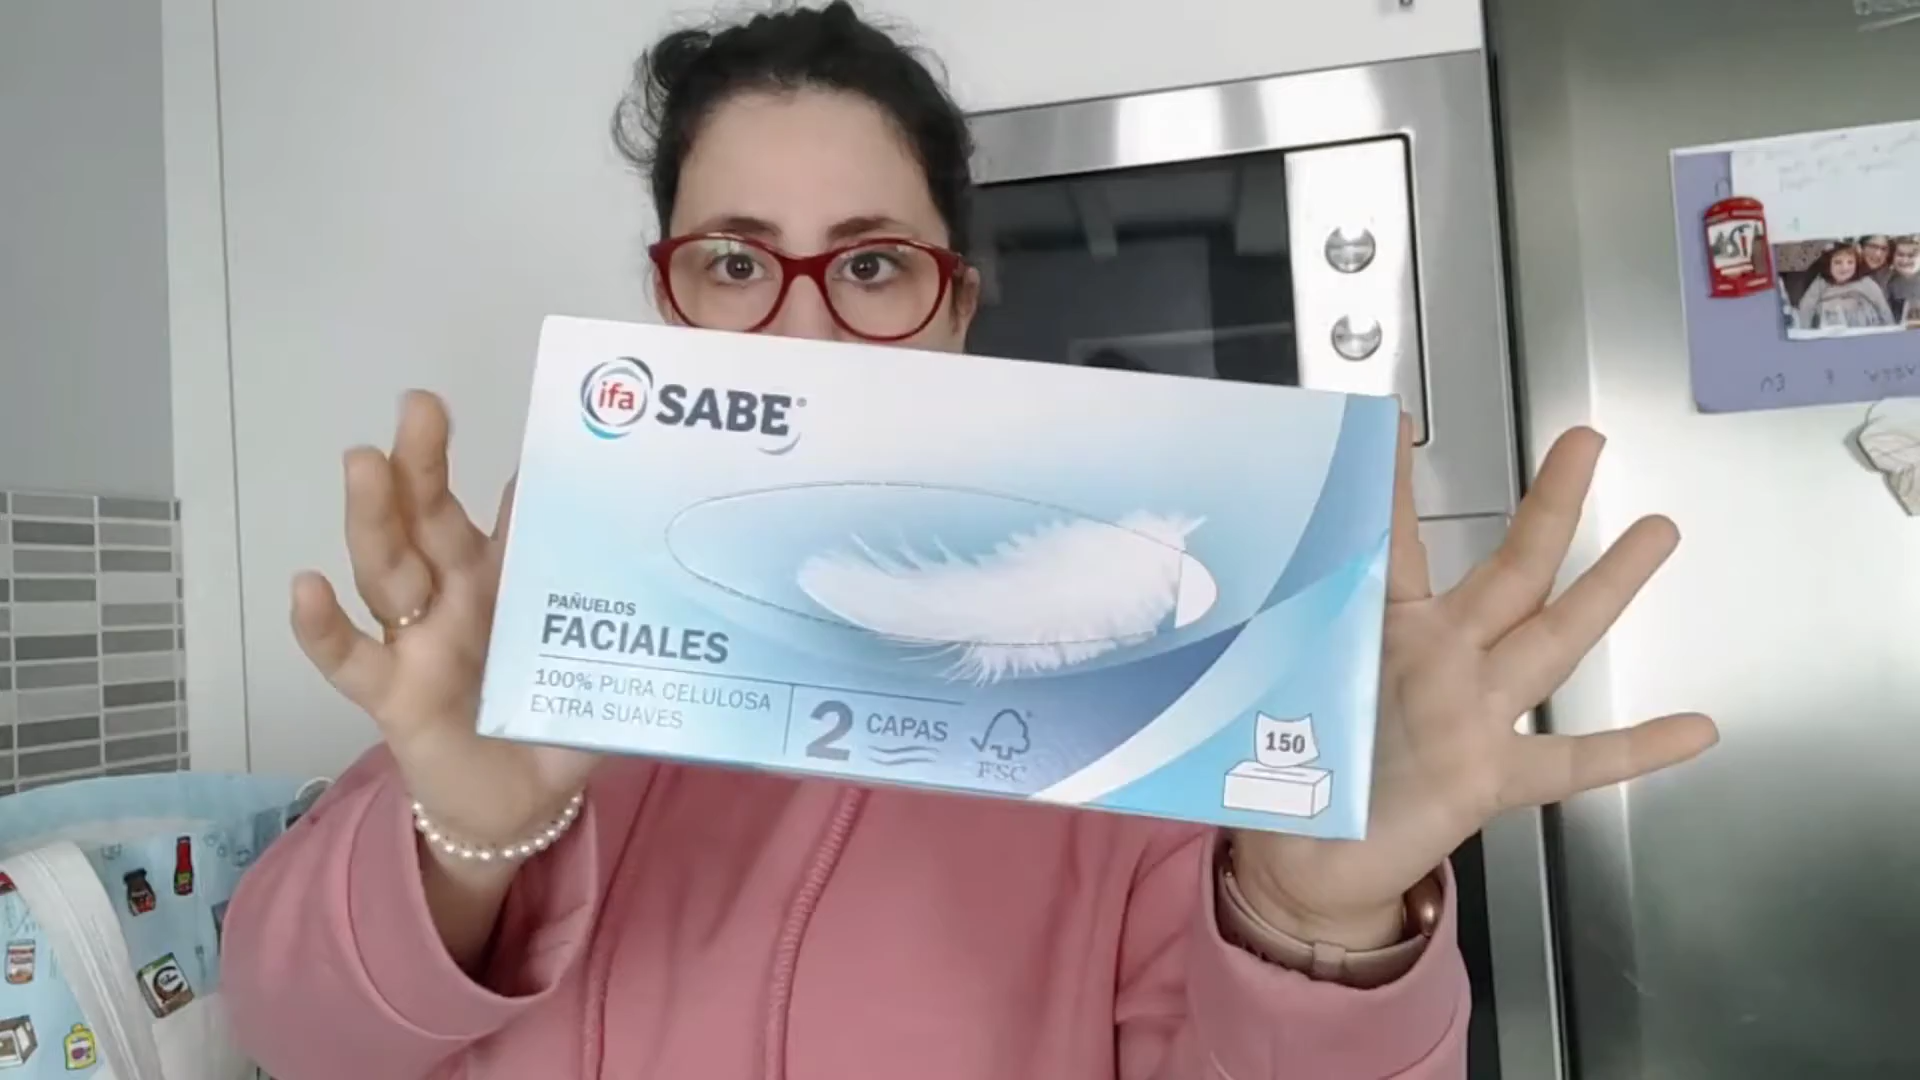 ifa SABE®
PAÑUELOS
FACIALES
100% PURA CELULOSA
EXTRA SUAVES
2 CAPAS
FSC
150